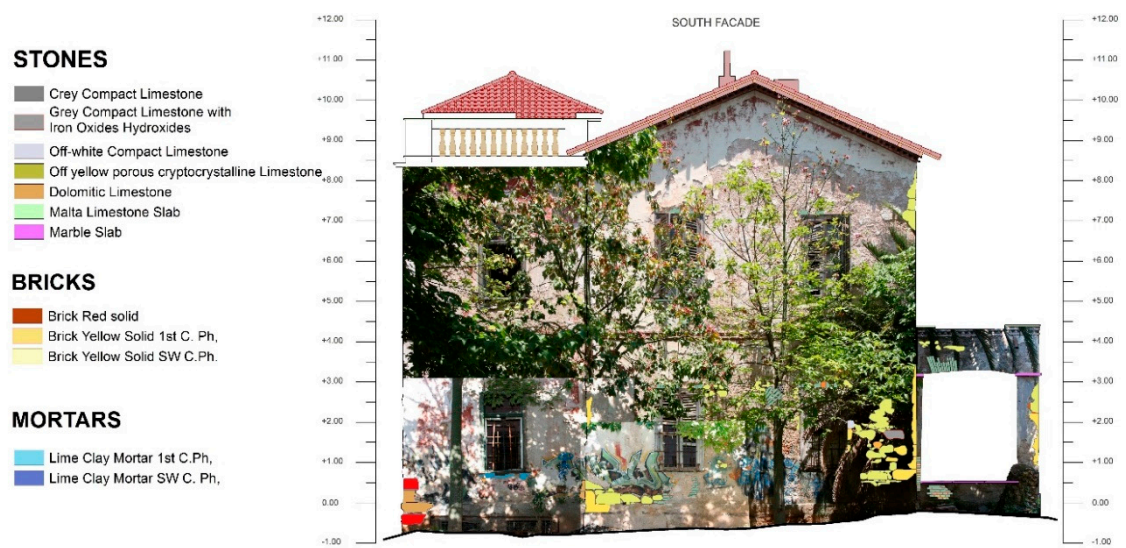 SOUTH FACADE
STONES
Crey Compact Limestone
Grey Compact Limestone with
Iron Oxides Hydroxides
Off-white Compact Limestone
Off yellow porous cryptocrystalline Limestone
Dolomitic Limestone
Malta Limestone Slab
Marble Slab
BRICKS
Brick Red solid
Brick Yellow Solid 1st C. Ph,
Brick Yellow Solid SW C.Ph.
MORTARS
Lime Clay Mortar 1st C.Ph,
Lime Clay Mortar SW C. Ph,
+12.00 +12.00
+11.00 +11.00
+10.00 +10.00
+9.00 +9.00
+8.00 +8.00
+7.00 +7.00
+6.00 +6.00
+5.00 +5.00
+4.00 +4.00
+3.00 +3.00
+2.00 +2.00
+1.00 +1.00
0.00 0.00
-1.00 -1.00